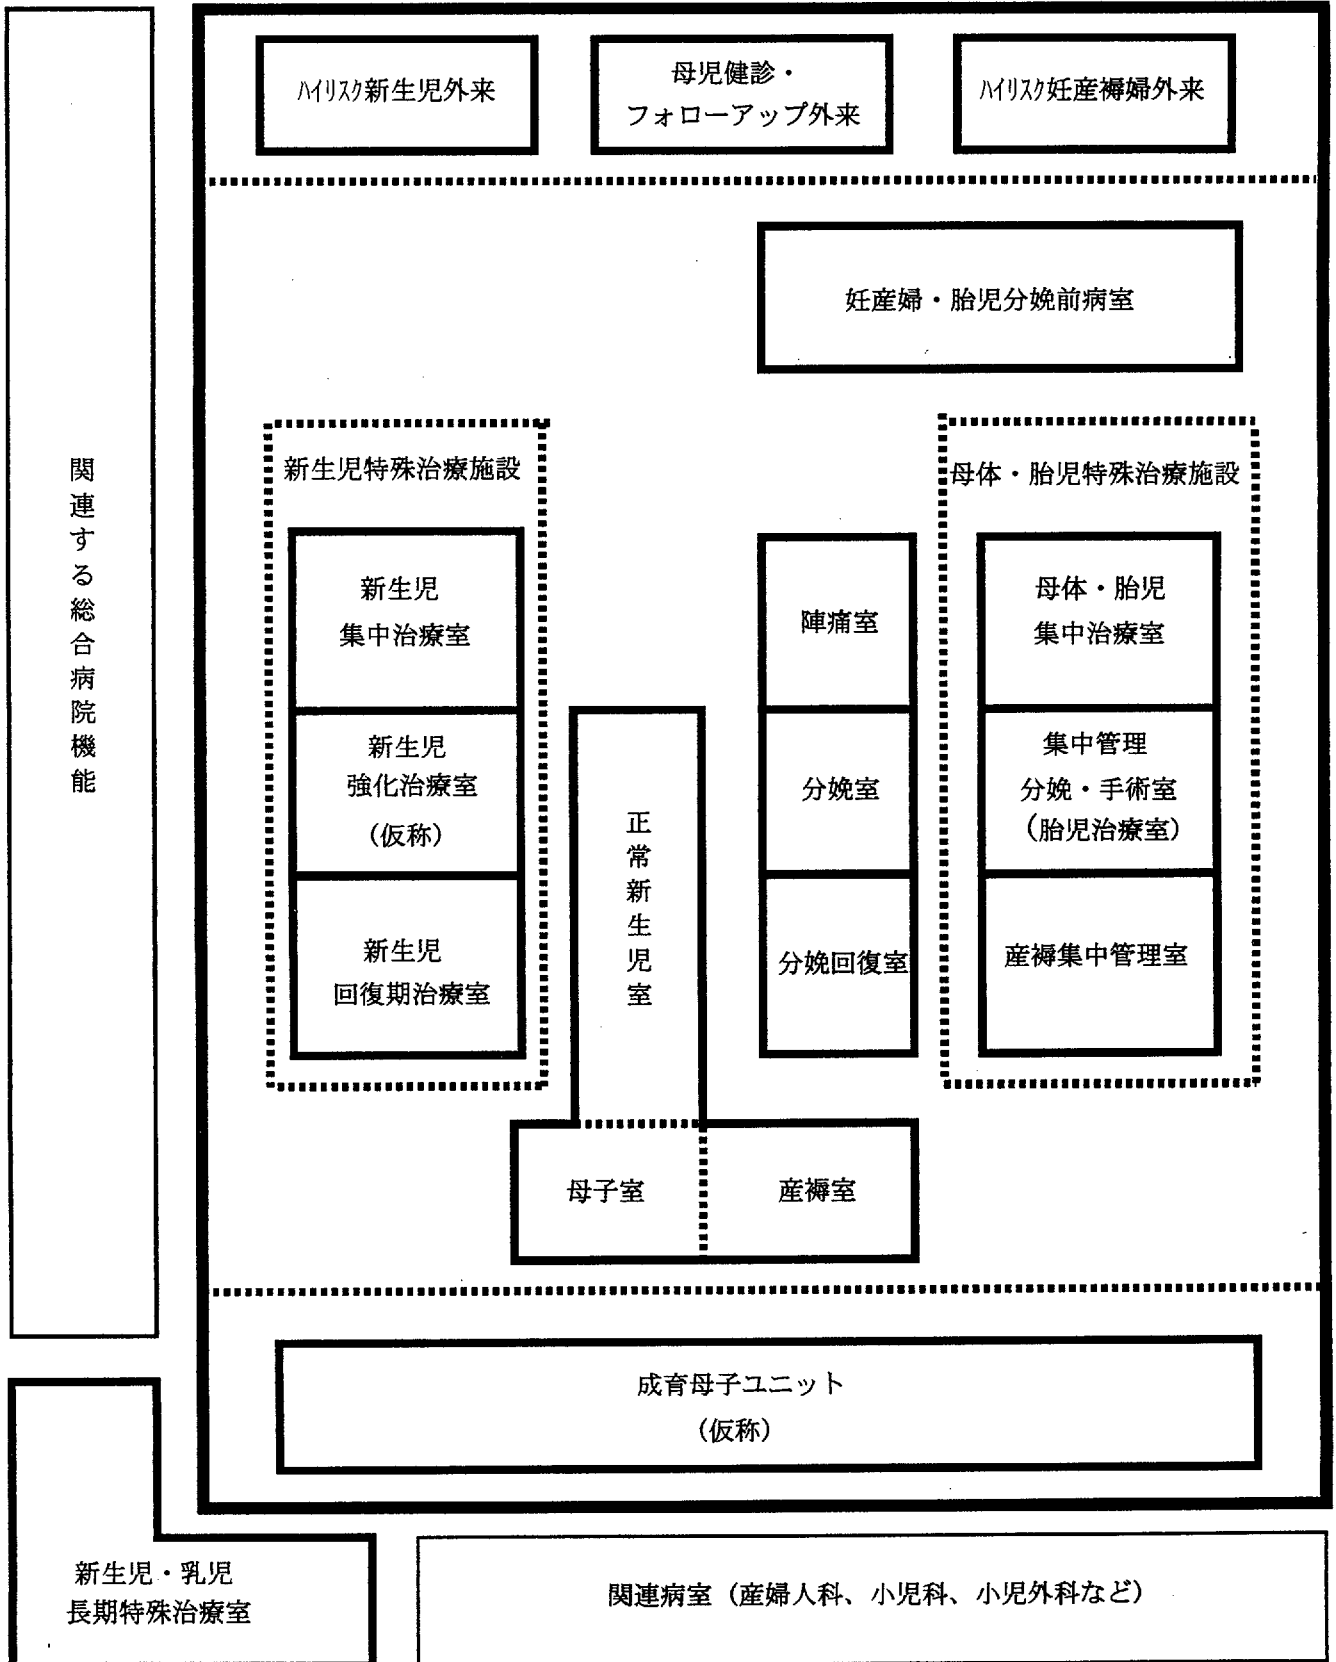 ﾊｲﾘｽｸ新生児外来
母児健診・
フォローアップ外来
ﾊｲﾘｽｸ妊産褥婦外来
妊産婦・胎児分娩前病室
関連する総合病院機能
新生児特殊治療施設
新生児
集中治療室
新生児
強化治療室
（仮称）
新生児
回復期治療室
正常新生児室
陣痛室
分娩室
分娩回復室
母体・胎児特殊治療施設
母体・胎児
集中治療室
集中管理
分娩・手術室
（胎児治療室）
産褥集中管理室
母子室
産褥室
成育母子ユニット
（仮称）
新生児・乳児
長期特殊治療室
関連病室（産婦人科、小児科、小児外科など）